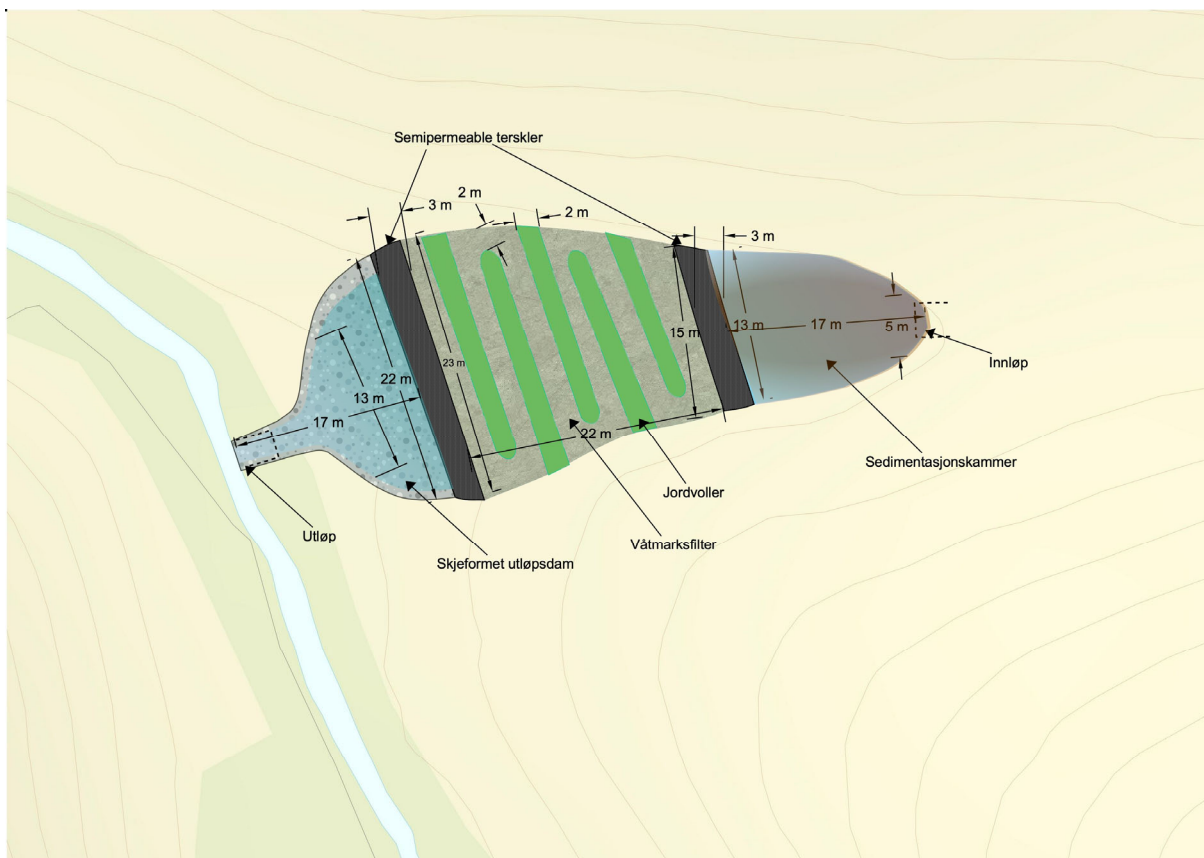 Semipermeable terskler
2 m
3 m
2 m
3 m
15 m
13 m
17 m
5 m
Innløp
23 m
22 m
13 m
17 m
22 m
Sedimentasjonskammer
Jordvoller
Utløp
Våtmarksfilter
Skjeformet utløpsdam